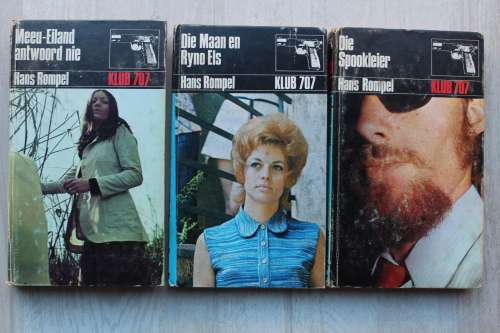 Meeu-Eiland
antwoord nie
Hans Rompel KLUB 707
Die Maan en
Ryno Els
Hans Rompel KLUB 707
Die
Spookleier
Hans Rompel KLUB 707